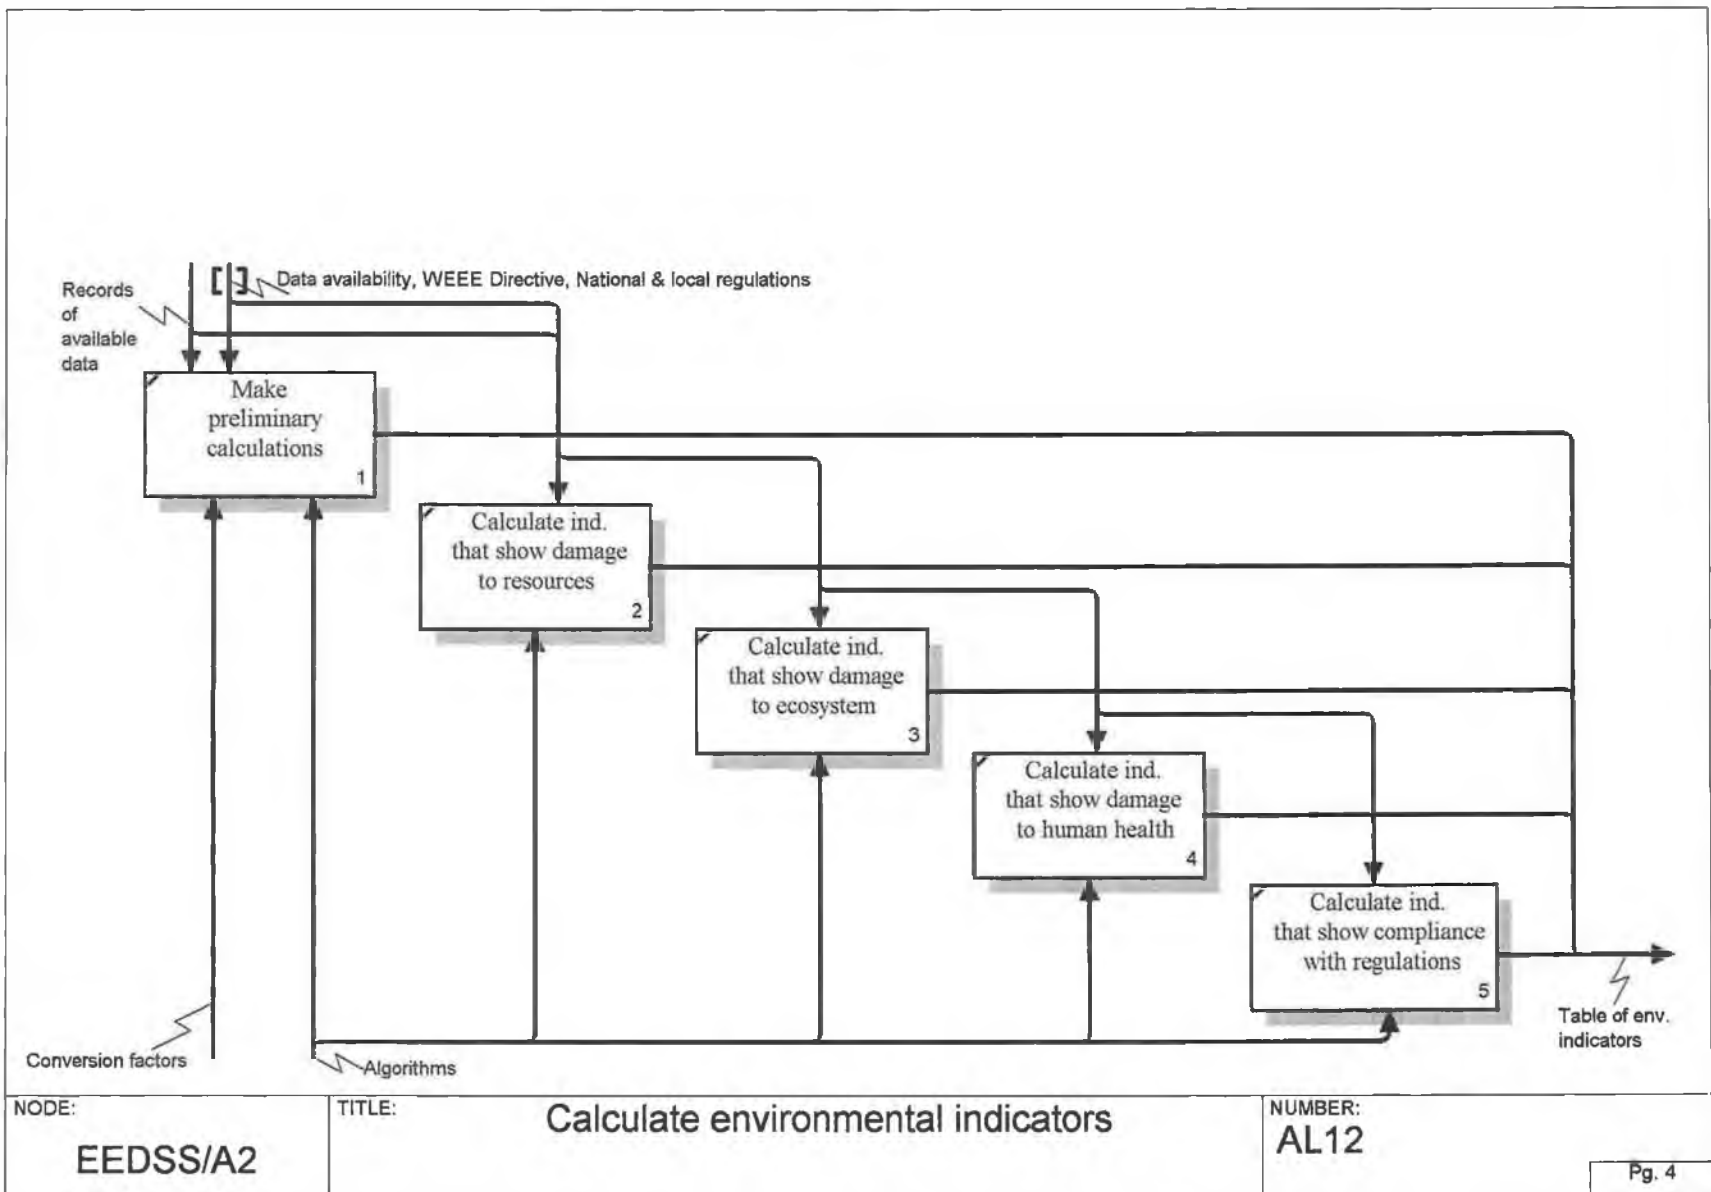 Data availability, WEEE Directive, National & local regulations
Records
of
available
data
Make
preliminary
calculations
1
Calculate ind.
that show damage
to resources
2
Calculate ind.
that show damage
to ecosystem
3
Calculate ind.
that show damage
to human health
4
Calculate ind.
that show compliance
with regulations
5
Table of env.
indicators
Conversion factors
Algorithms
NODE:
EEDSS/A2
TITLE:
Calculate environmental indicators
NUMBER:
AL12
Pg. 4